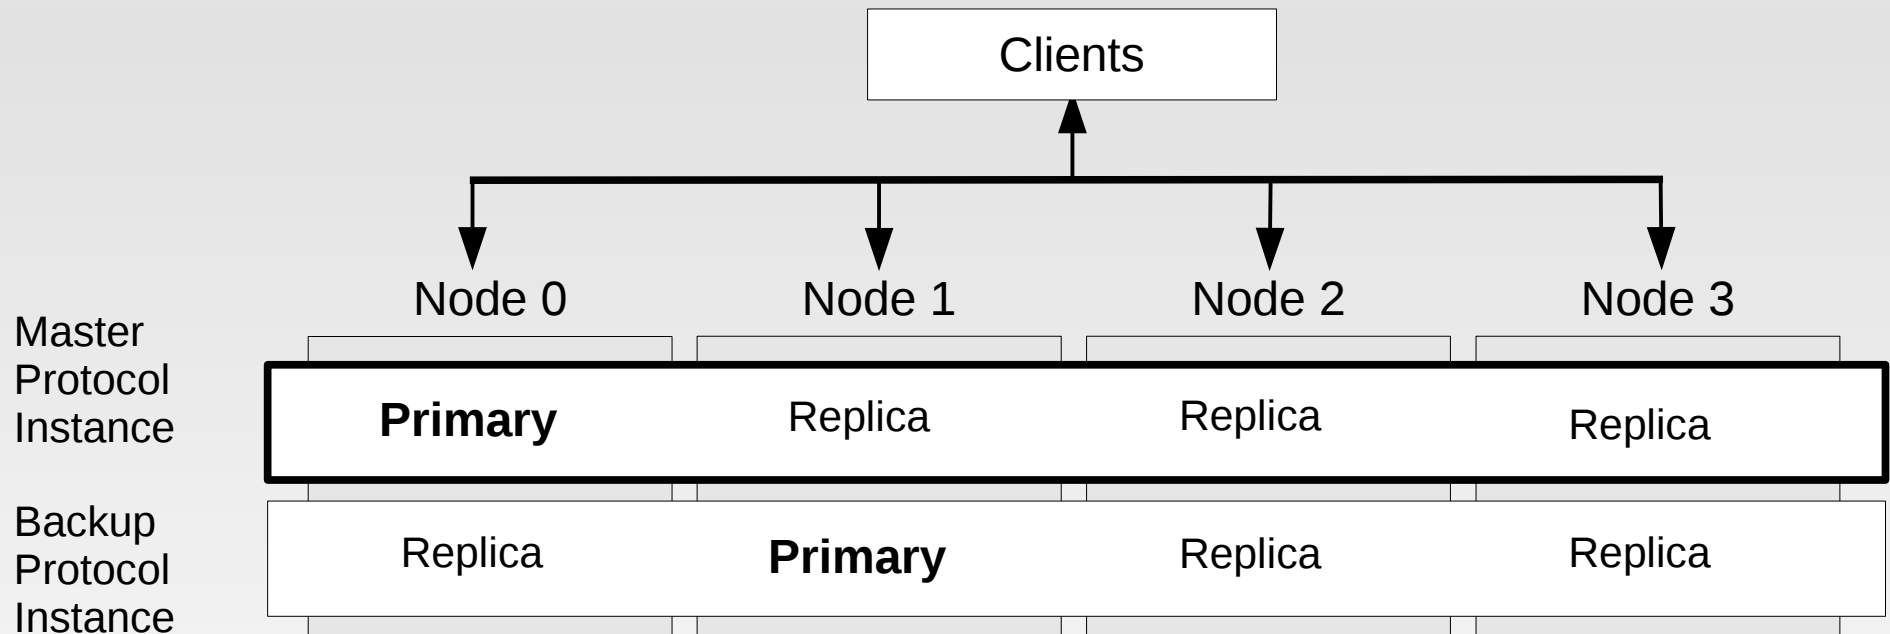 Clients
Node 0 Node 1 Node 2 Node 3
Master
Protocol
Instance
Primary Replica Replica Replica
Backup
Protocol
Instance
Replica Primary Replica Replica